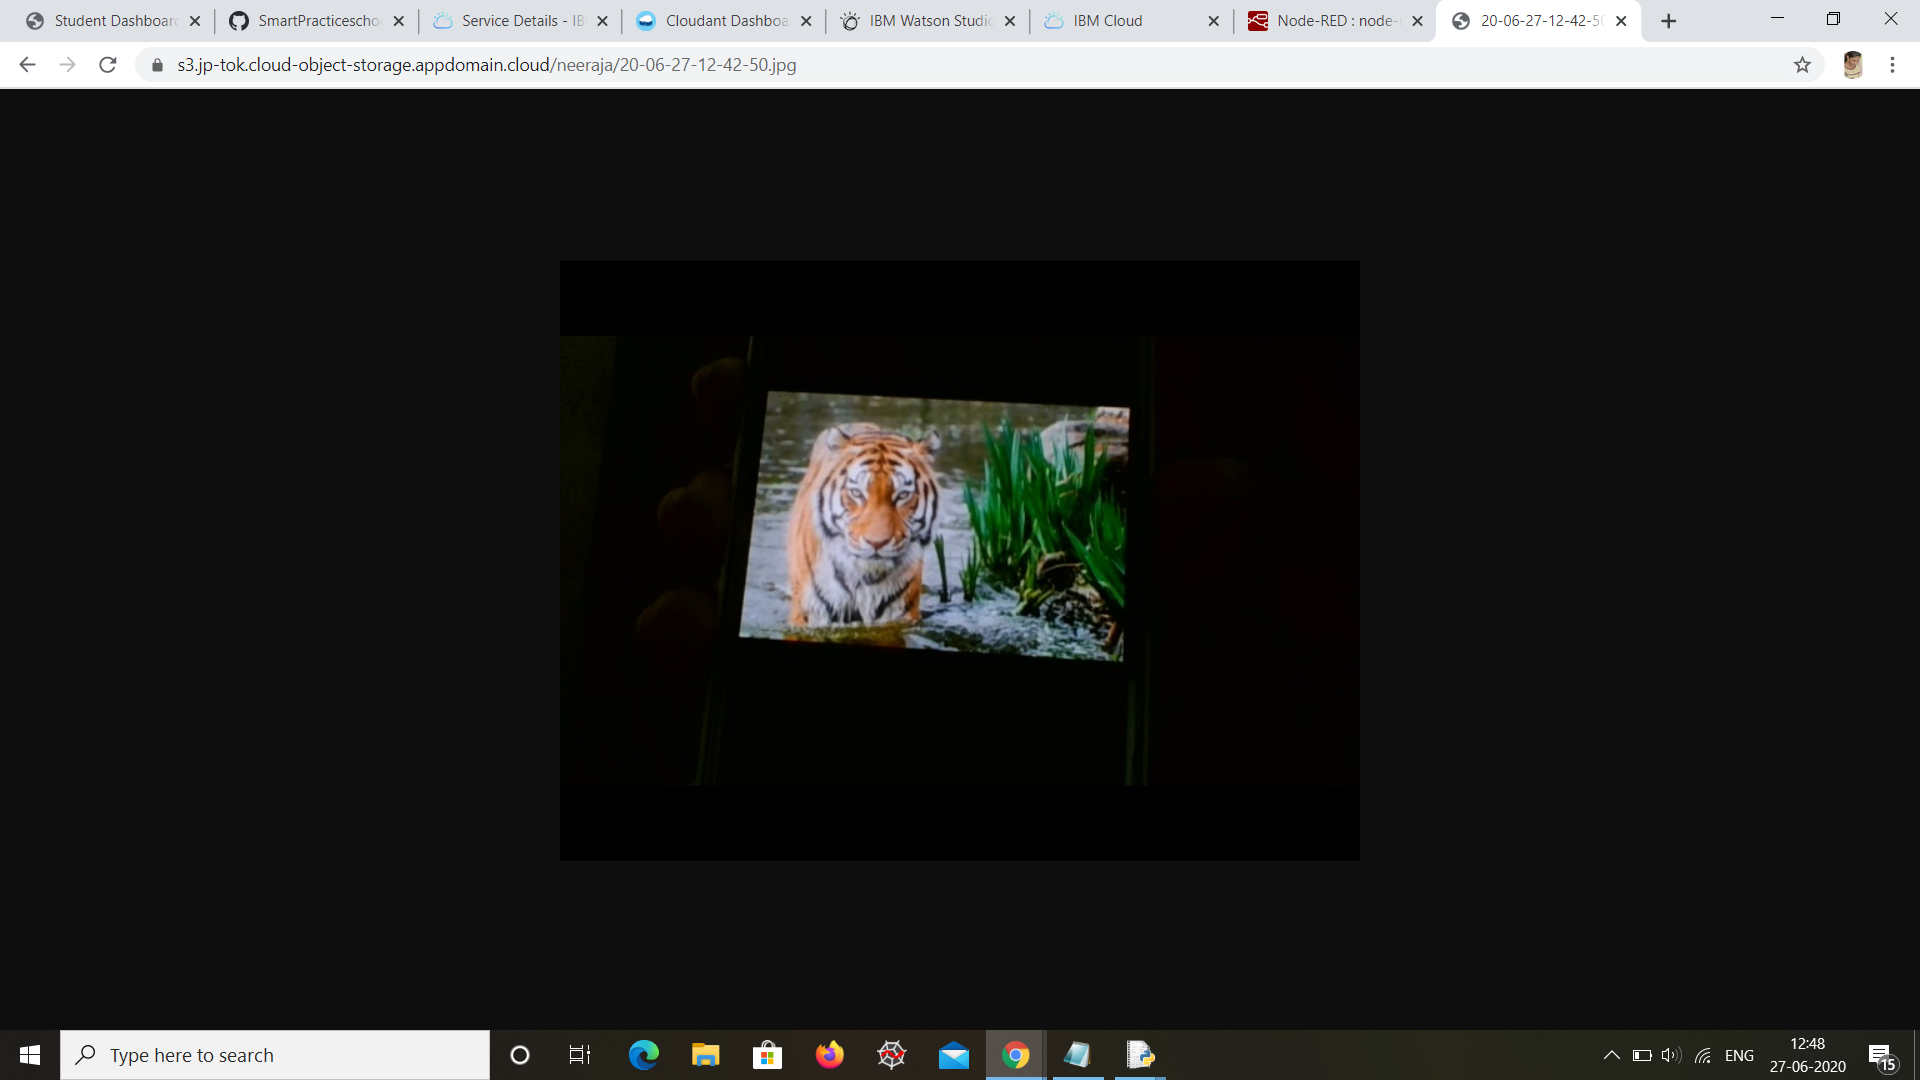 Student Dashboard
SmartPracticescho
Service Details - IB
Cloudant Dashboa
IBM Watson Studio
IBM Cloud
Node-RED : node-
20-06-27-12-42-50
s3.jp-tok.cloud-object-storage.appdomain.cloud/neeraja/20-06-27-12-42-50.jpg
Type here to search
ENG
12:48
27-06-2020
15